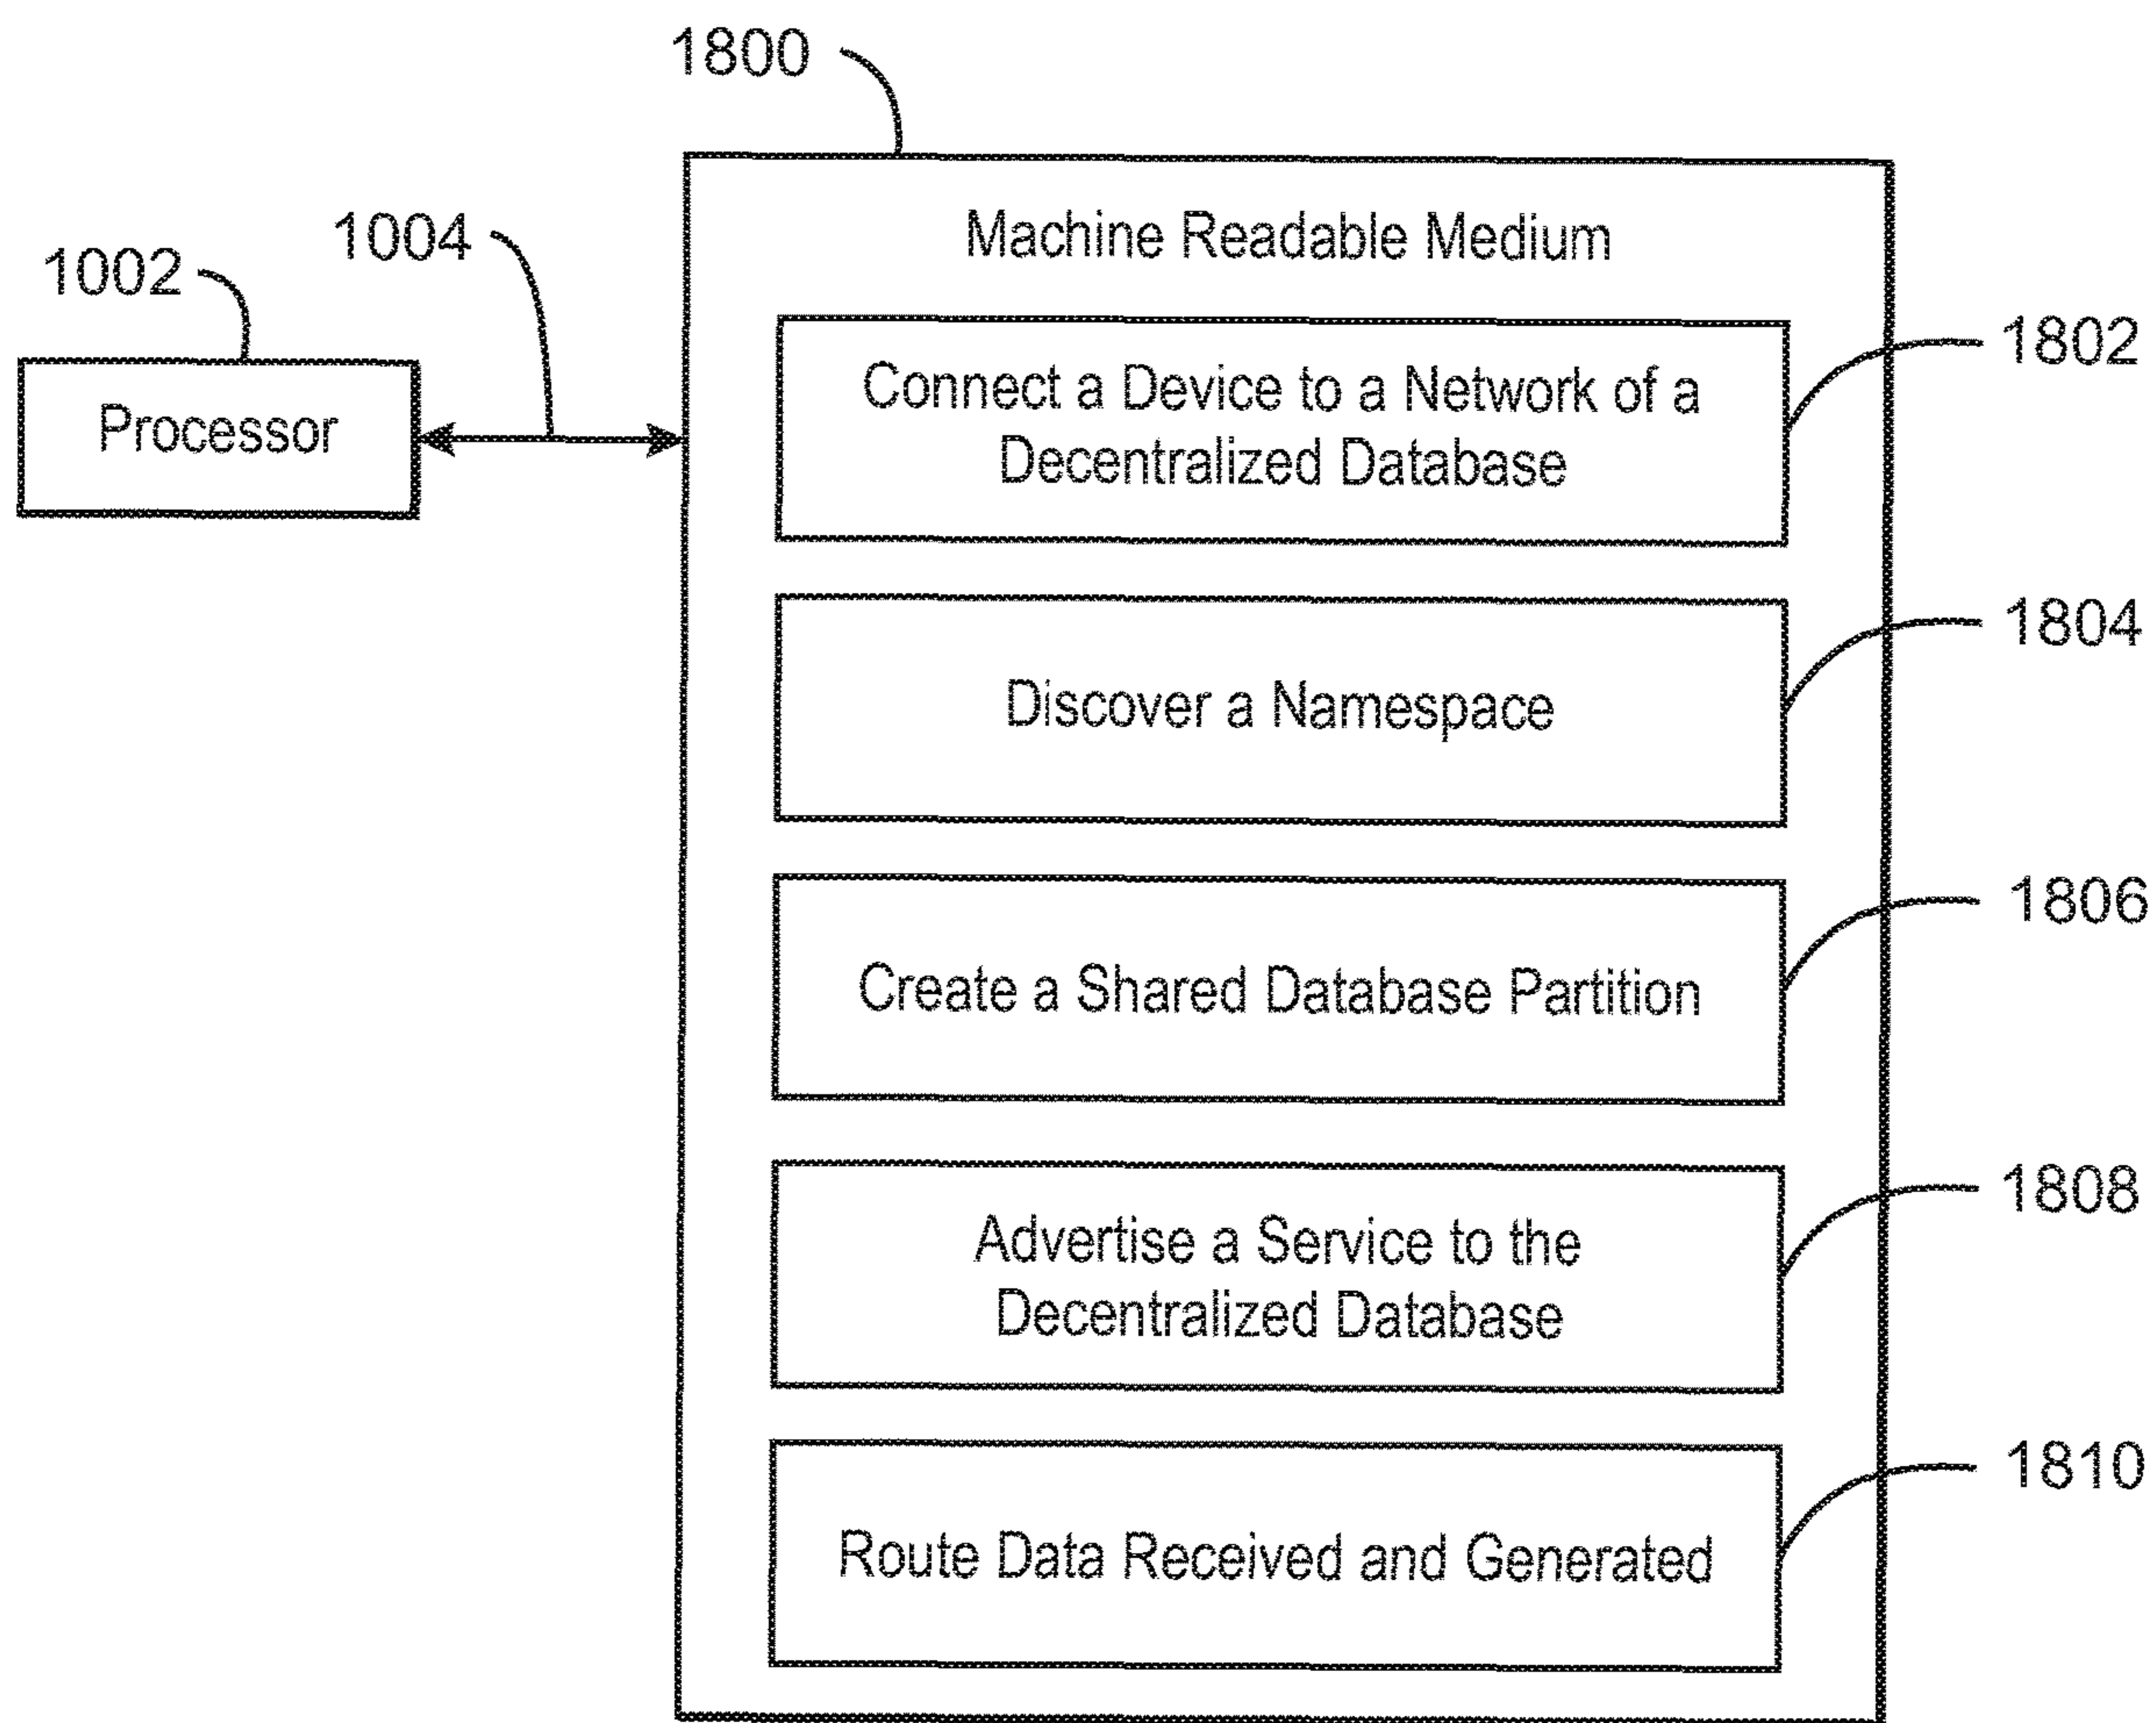 1800
1004
1002
Machine Readable Medium
Processor
Connect a Device to a Network of a
Decentralized Database
1802
Discover a Namespace
1804
Create a Shared Database Partition
1806
Advertise a Service to the
Decentralized Database
1808
Route Data Received and Generated
1810